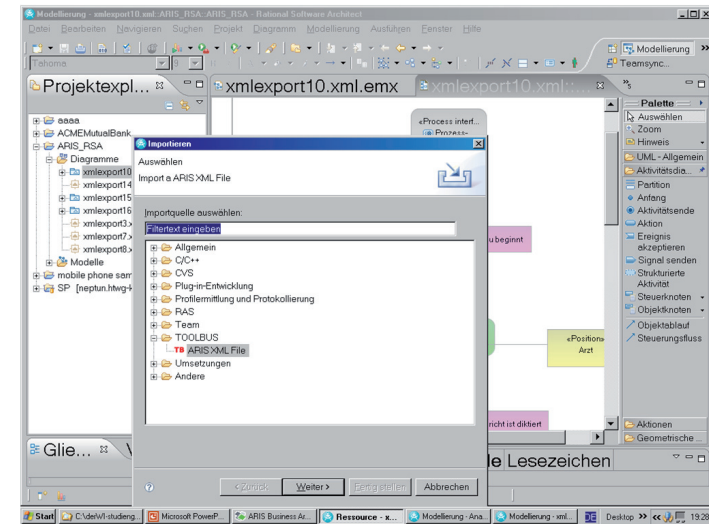 Modellierung - xmlexport10.xml::ARIS_RSA::ARIS_RSA - Rational Software Architect
Datei Bearbeiten Navigieren Suchen Projekt Diagramm Modellierung Ausführen Fenster Hilfe
Modellierung
Tahoma 9 Teamsync...
Projektexpl... xmlexport10.xml.emx xmlexport10.xml::...
aaaa
ACMEMutualBank
ARIS_RSA
Diagramme
xmlexport10
xmlexport14
xmlexport15
xmlexport16
xmlexport3.x
xmlexport7.x
xmlexport8.x
Modelle
mobile phone sam
SP [neptun.htwg-k
«Process interf...
Prozess-
u beginnt
«Position»
Arzt
richt ist diktiert
Importieren
Auswählen
Import a ARIS XML File
Importquelle auswählen:
Filtertext eingeben
Allgemein
C/C++
CVS
Plug-in-Entwicklung
Profilermittlung und Protokollierung
RAS
Team
TOOLBUS
TB ARIS XML File
Umsetzungen
Andere
< Zurück Weiter > Fertig stellen Abbrechen
Palette
Auswählen
Zoom
Hinweis
UML - Allgemein
Aktivitätsdia...
Partition
Anfang
Aktivitätsende
Aktion
Ereignis
akzeptieren
Signal senden
Strukturierte
Aktivität
Steuerknoten
Objektknoten
Objektablauf
Steuerungsfluss
Aktionen
Geometrische ...
Glie...
le Lesezeichen
Start C:\derWI-studieng... Microsoft PowerP... ARIS Business Ar... Ressource - x... Modellierung - Ana... Modellierung - xml... DE Desktop 19:28